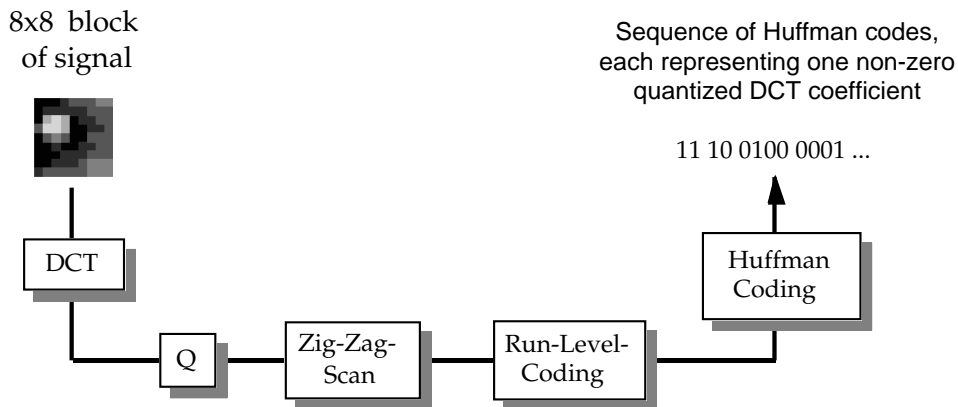 8x8 block
of signal
Sequence of Huffman codes,
each representing one non-zero
quantized DCT coefficient
11 10 0100 0001 ...
DCT
Huffman
Coding
Q
Zig-Zag-
Scan
Run-Level-
Coding